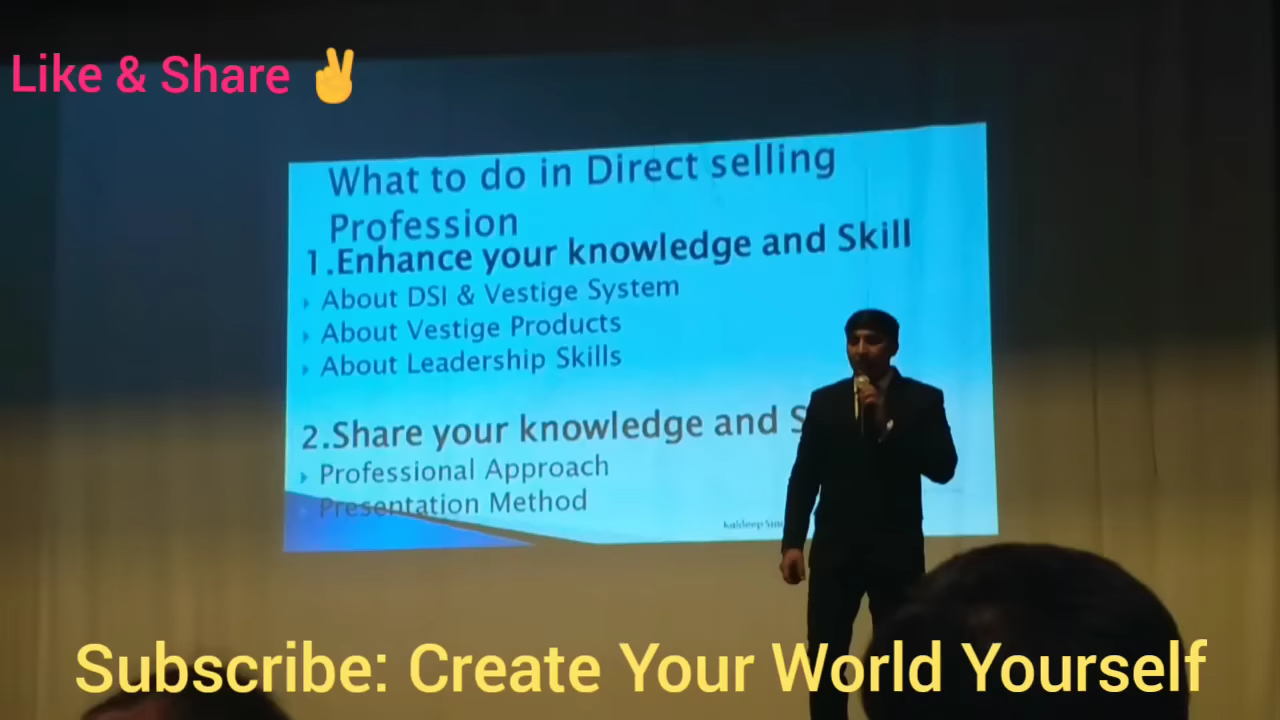 Like & Share ✌
What to do in Direct selling
Profession
1.Enhance your knowledge and Skill
About DSI & Vestige System
About Vestige Products
About Leadership Skills
2.Share your knowledge and S
Professional Approach
Presentation Method
Kuldeep
Subscribe: Create Your World Yourself